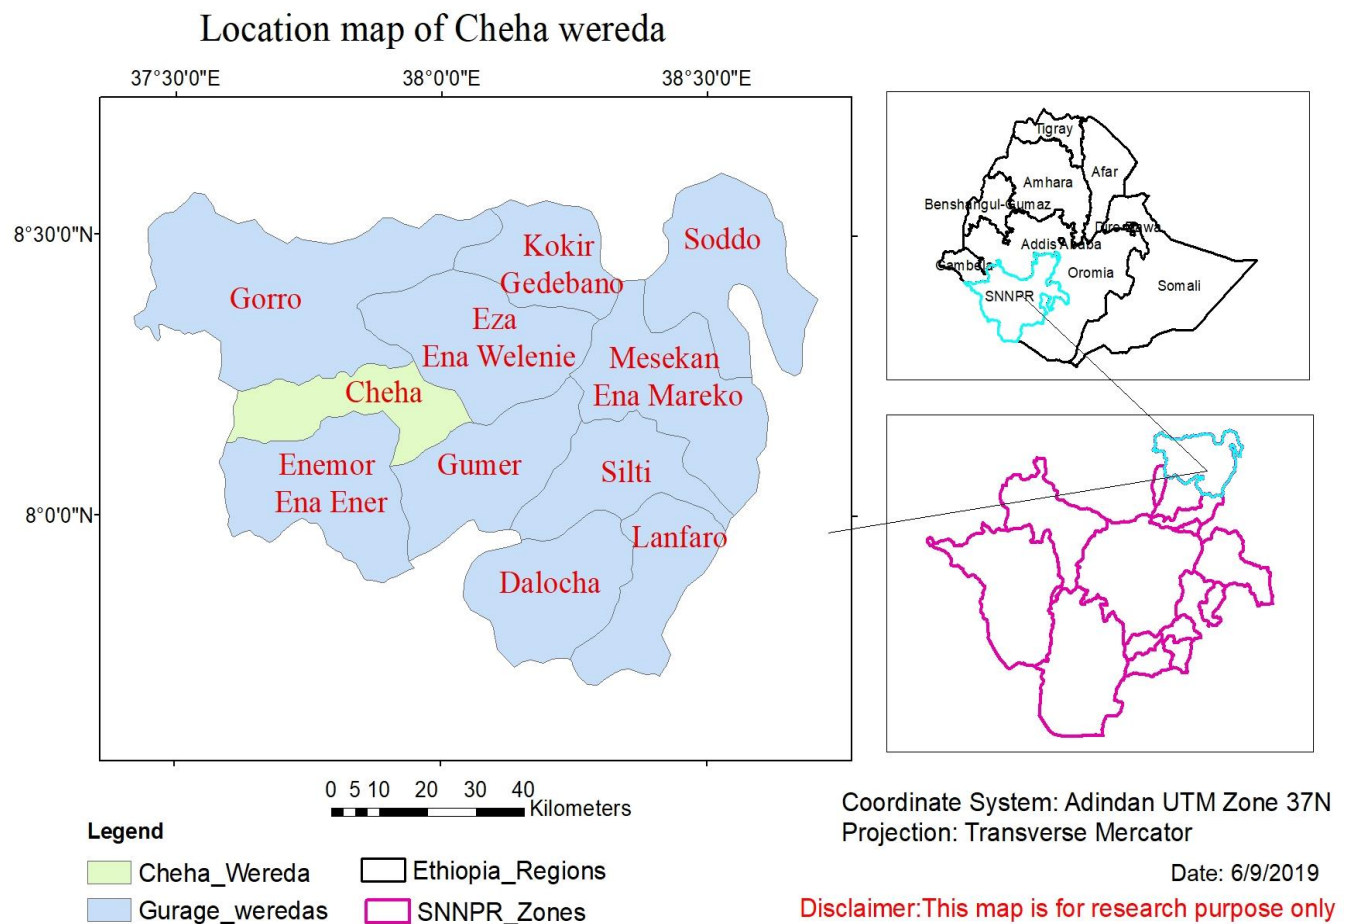 Location map of Cheha wereda
37°30'0"E
38°0'0"E
38°30'0"E
8°30'0"N
8°0'0"N
Gorro
Kokir
Gedebano
Soddo
Eza
Ena Welenie
Mesekan
Ena Mareko
Cheha
Enemor
Ena Ener
Gumer
Silti
Lanfaro
Dalocha
Tigray
Afar
Amhara
Benshangul-Gumaz
Addis Ababa
Gambela
Oromia
SNNPR
Somali
0 5 10 20 30 40
Kilometers
Legend
Cheha_Wereda
Gurage_weredas
Ethiopia_Regions
SNNPR_Zones
Coordinate System: Adindan UTM Zone 37N
Projection: Transverse Mercator
Date: 6/9/2019
Disclaimer:This map is for research purpose only